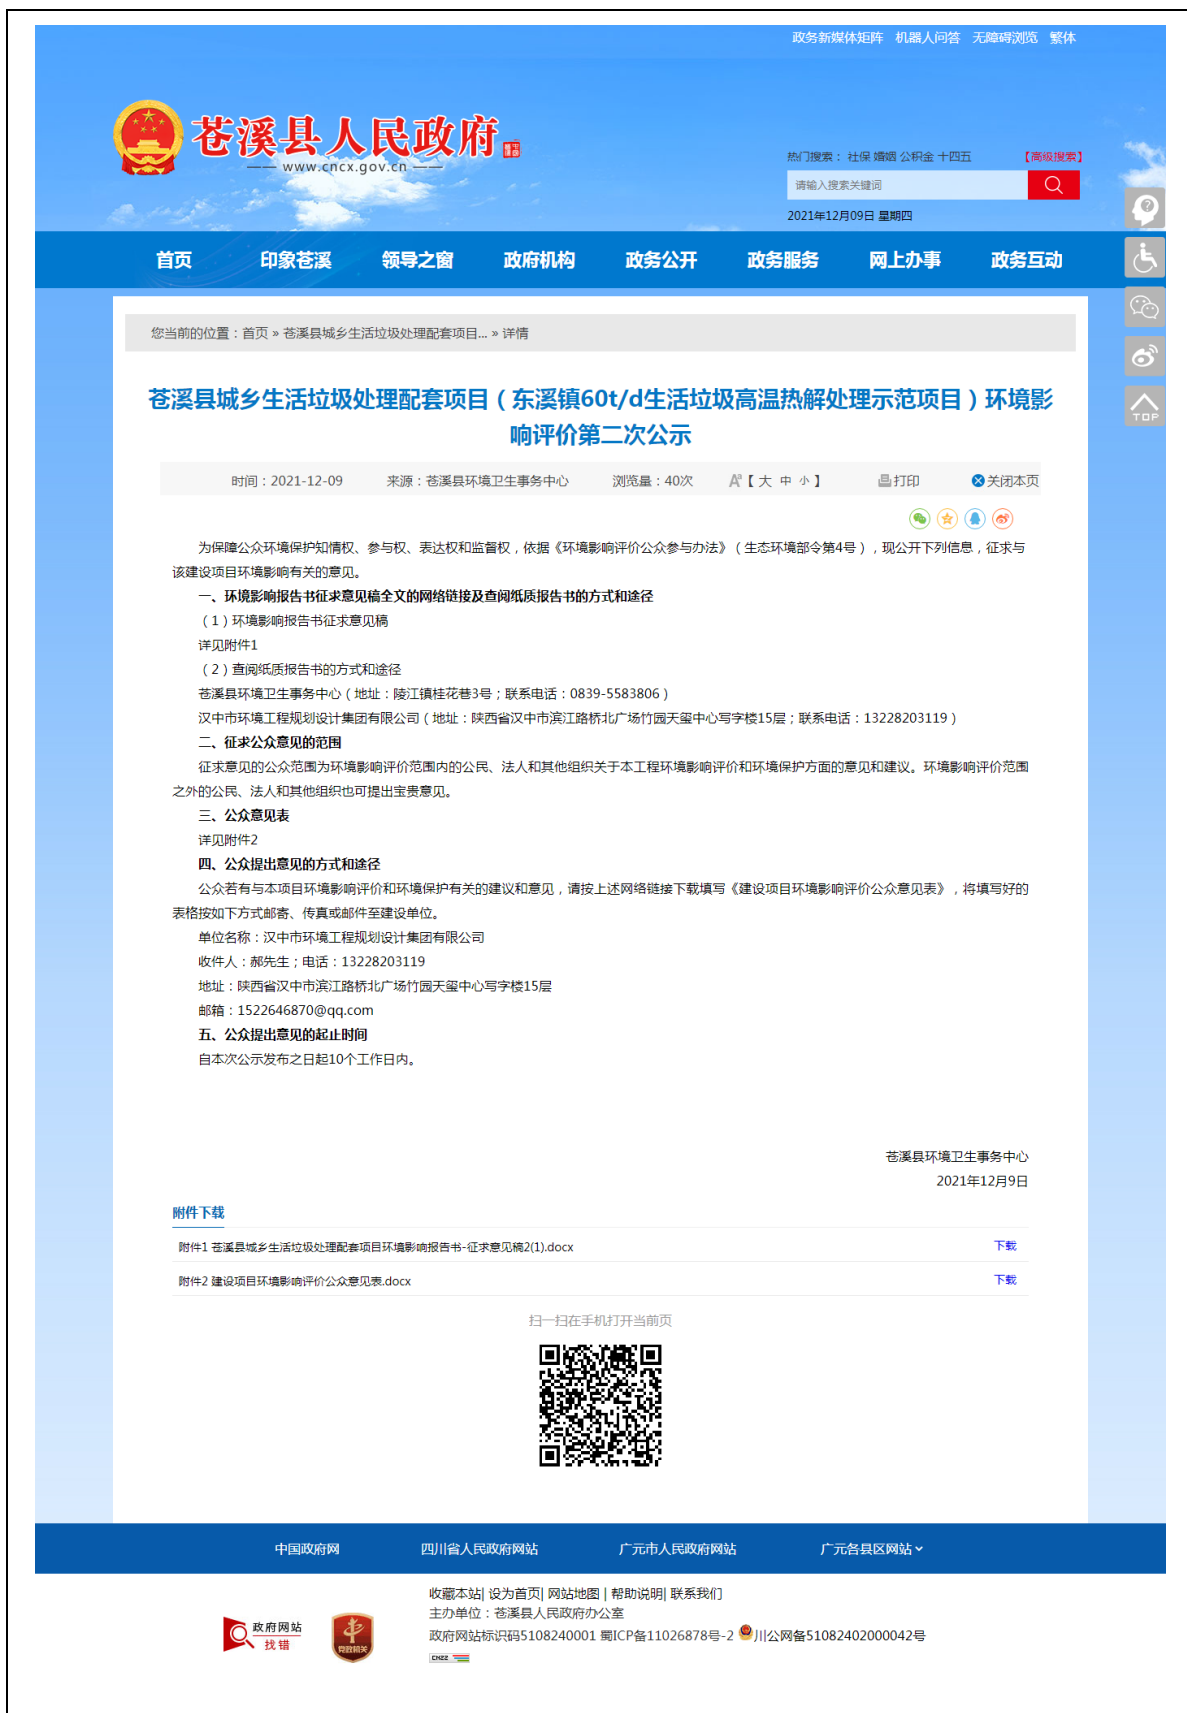 政务新媒体矩阵 机器人问答 无障碍浏览 繁体
苍溪县人民政府
www.cncx.gov.cn
热门搜索： 社保 婚姻 公积金 十四五 【高级搜索】
请输入搜索关键词
2021年12月09日 星期四
首页 印象苍溪 领导之窗 政府机构 政务公开 政务服务 网上办事 政务互动
TOP
您当前的位置：首页 » 苍溪县城乡生活垃圾处理配套项目... » 详情
苍溪县城乡生活垃圾处理配套项目（东溪镇60t/d生活垃圾高温热解处理示范项目）环境影
响评价第二次公示
时间：2021-12-09 来源：苍溪县环境卫生事务中心 浏览量：40次 【 大 中 小 】 打印 关闭本页
为保障公众环境保护知情权、参与权、表达权和监督权，依据《环境影响评价公众参与办法》（生态环境部令第4号），现公开下列信息，征求与
该建设项目环境影响有关的意见。
一、环境影响报告书征求意见稿全文的网络链接及查阅纸质报告书的方式和途径
（1）环境影响报告书征求意见稿
详见附件1
（2）查阅纸质报告书的方式和途径
苍溪县环境卫生事务中心（地址：陵江镇桂花巷3号；联系电话：0839-5583806）
汉中市环境工程规划设计集团有限公司（地址：陕西省汉中市滨江路桥北广场竹园天玺中心写字楼15层；联系电话：13228203119）
二、征求公众意见的范围
征求意见的公众范围为环境影响评价范围内的公民、法人和其他组织关于本工程环境影响评价和环境保护方面的意见和建议。环境影响评价范围
之外的公民、法人和其他组织也可提出宝贵意见。
三、公众意见表
详见附件2
四、公众提出意见的方式和途径
公众若有与本项目环境影响评价和环境保护有关的建议和意见，请按上述网络链接下载填写《建设项目环境影响评价公众意见表》，将填写好的
表格按如下方式邮寄、传真或邮件至建设单位。
单位名称：汉中市环境工程规划设计集团有限公司
收件人：郝先生；电话：13228203119
地址：陕西省汉中市滨江路桥北广场竹园天玺中心写字楼15层
邮箱：1522646870@qq.com
五、公众提出意见的起止时间
自本次公示发布之日起10个工作日内。
苍溪县环境卫生事务中心
2021年12月9日
附件下载
附件1 苍溪县城乡生活垃圾处理配套项目环境影响报告书-征求意见稿2(1).docx 下载
附件2 建设项目环境影响评价公众意见表.docx 下载
扫一扫在手机打开当前页
中国政府网 四川省人民政府网站 广元市人民政府网站 广元各县区网站
收藏本站| 设为首页| 网站地图 | 帮助说明| 联系我们
主办单位：苍溪县人民政府办公室
政府网站标识码5108240001 蜀ICP备11026878号-2 川公网备51082402000042号
政府网站
找错
党政机关
CNZZ